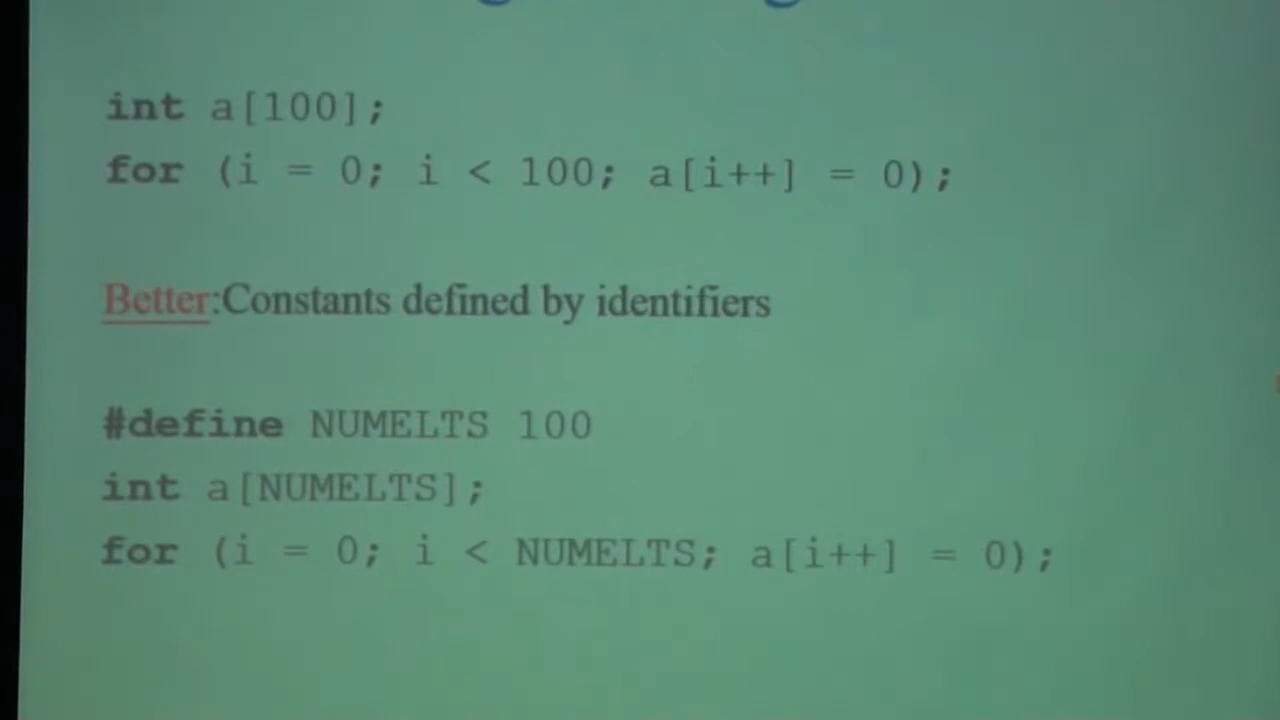 int a[100];
for (i = 0; i < 100; a[i++] = 0);
Better:Constants defined by identifiers
#define NUMELTS 100
int a[NUMELTS];
for (i = 0; i < NUMELTS; a[i++] = 0);